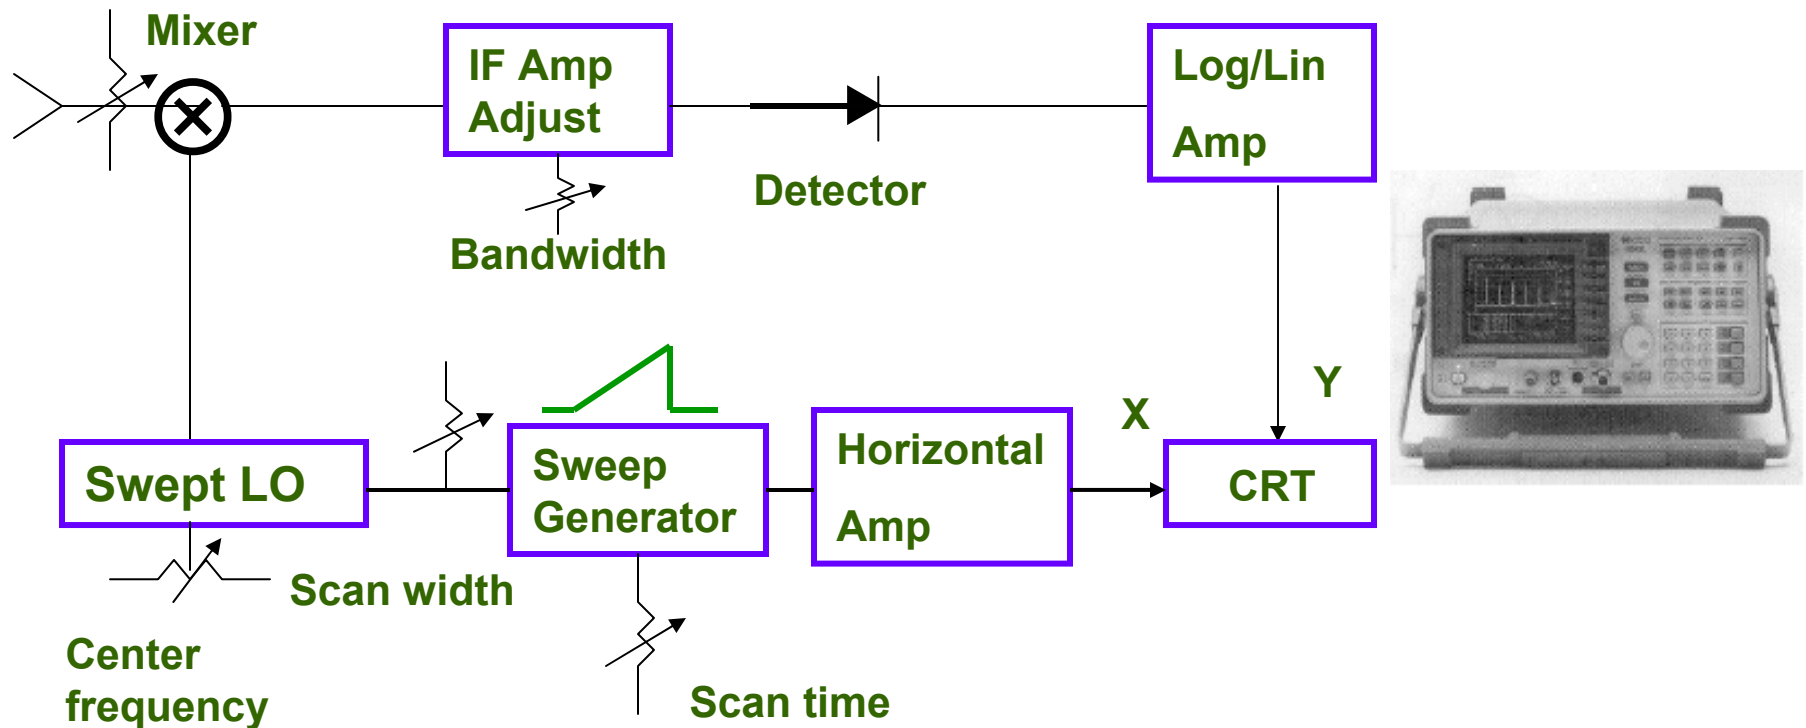 Mixer
IF Amp
Adjust
Log/Lin
Amp
Detector
Bandwidth
Y
X
Swept LO
Sweep
Generator
Horizontal
Amp
CRT
Scan width
Center
frequency
Scan time